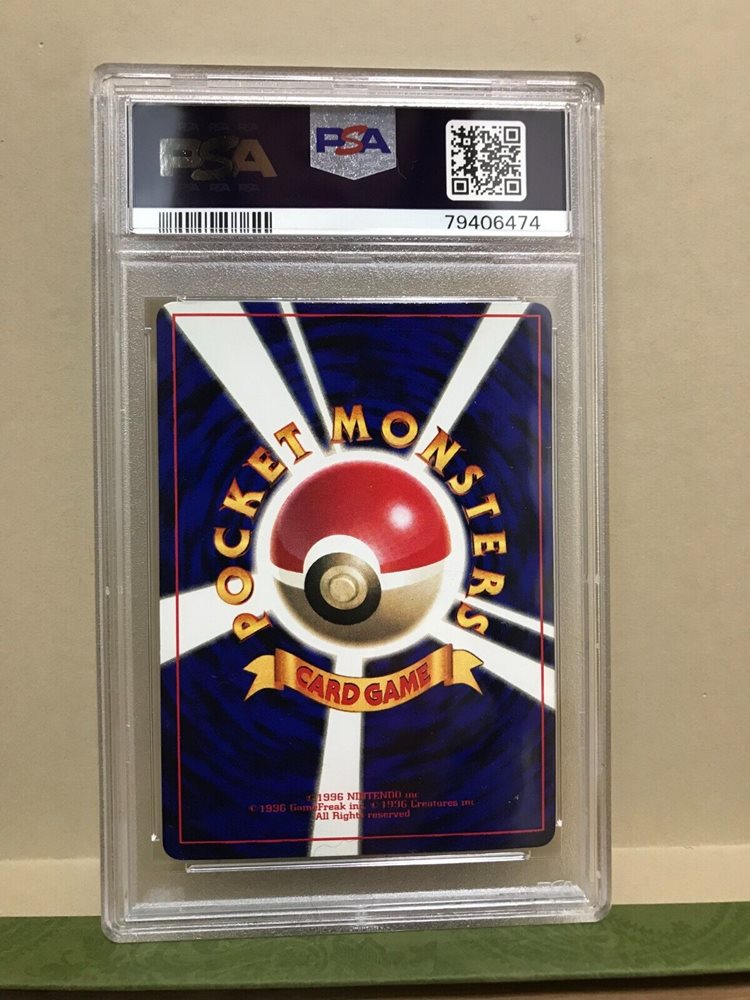 PSA
PSA
79406474
POCKET MONSTERS
CARD GAME
© 1996 NINTENDO inc
© 1996 GameFreak inc. © 1996 Creatures inc
All Rights reserved